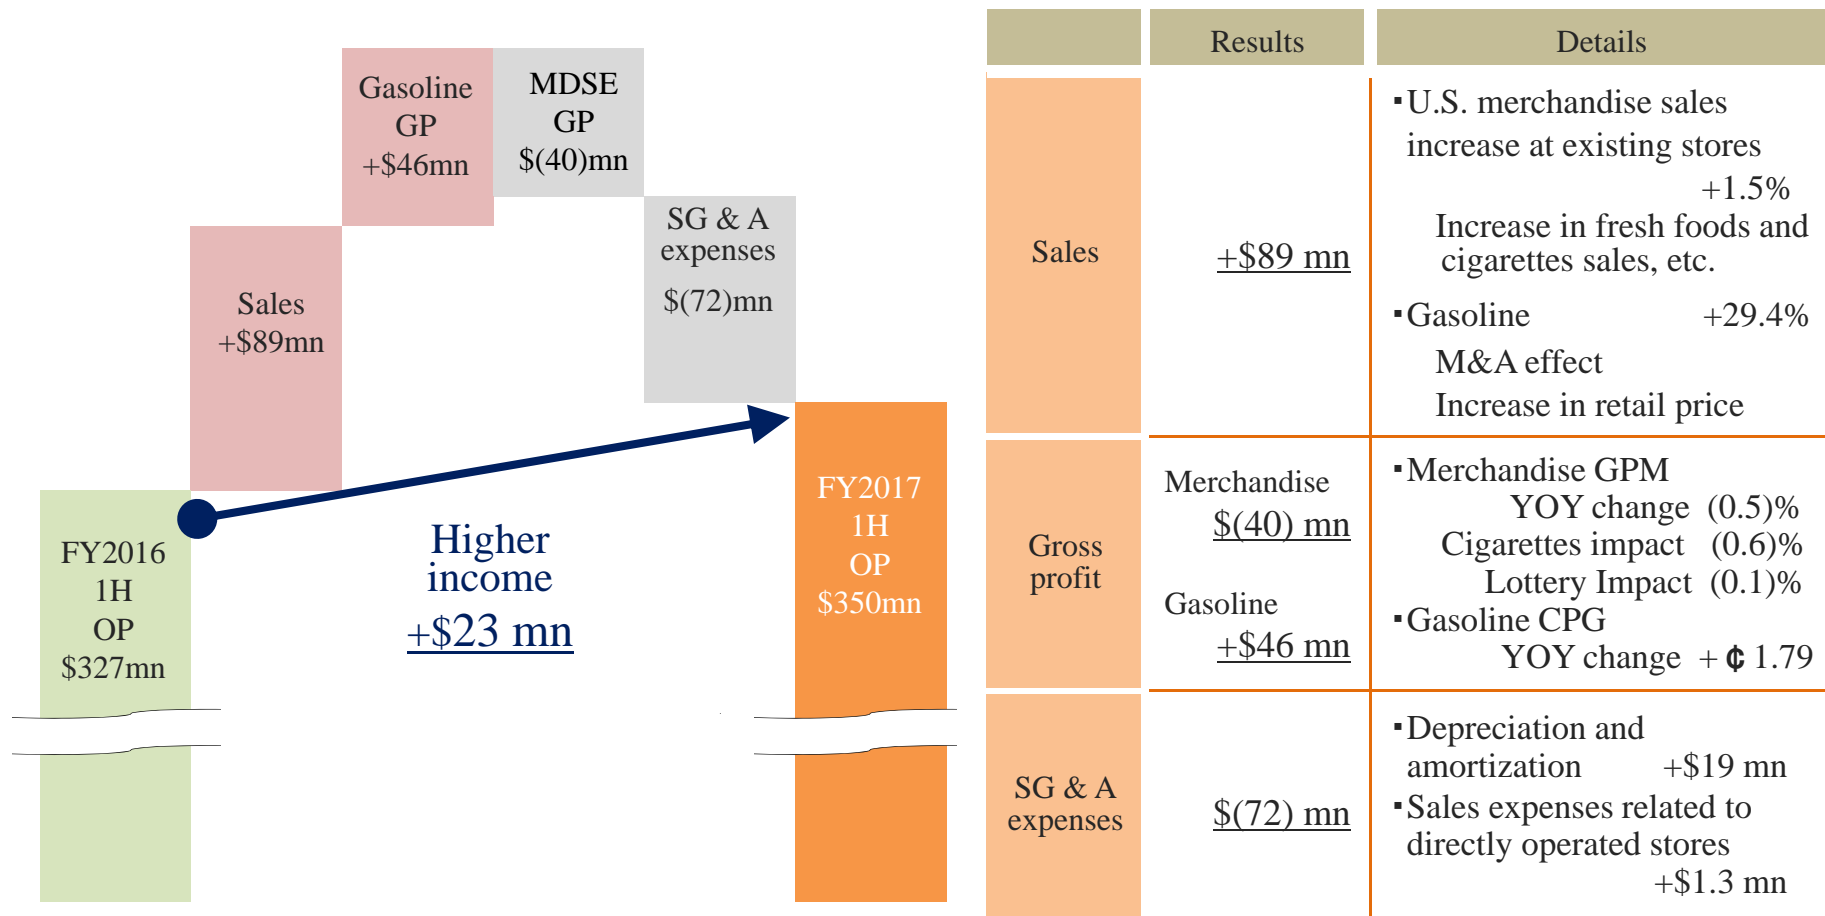 Gasoline
GP
+$46mn
MDSE
GP
$(40)mn
SG & A
expenses
$(72)mn
Sales
+$89mn
FY2016
1H
OP
$327mn
Higher
income
+$23 mn
FY2017
1H
OP
$350mn
Results
Details
Sales
+$89 mn
▪U.S. merchandise sales
increase at existing stores
+1.5%
Increase in fresh foods and
cigarettes sales, etc.
▪Gasoline +29.4%
M&A effect
Increase in retail price
Gross
profit
Merchandise
$(40) mn
Gasoline
+$46 mn
▪Merchandise GPM
YOY change (0.5)%
Cigarettes impact (0.6)%
Lottery Impact (0.1)%
▪Gasoline CPG
YOY change + ¢ 1.79
SG & A
expenses
$(72) mn
▪Depreciation and
amortization +$19 mn
▪Sales expenses related to
directly operated stores
+$1.3 mn